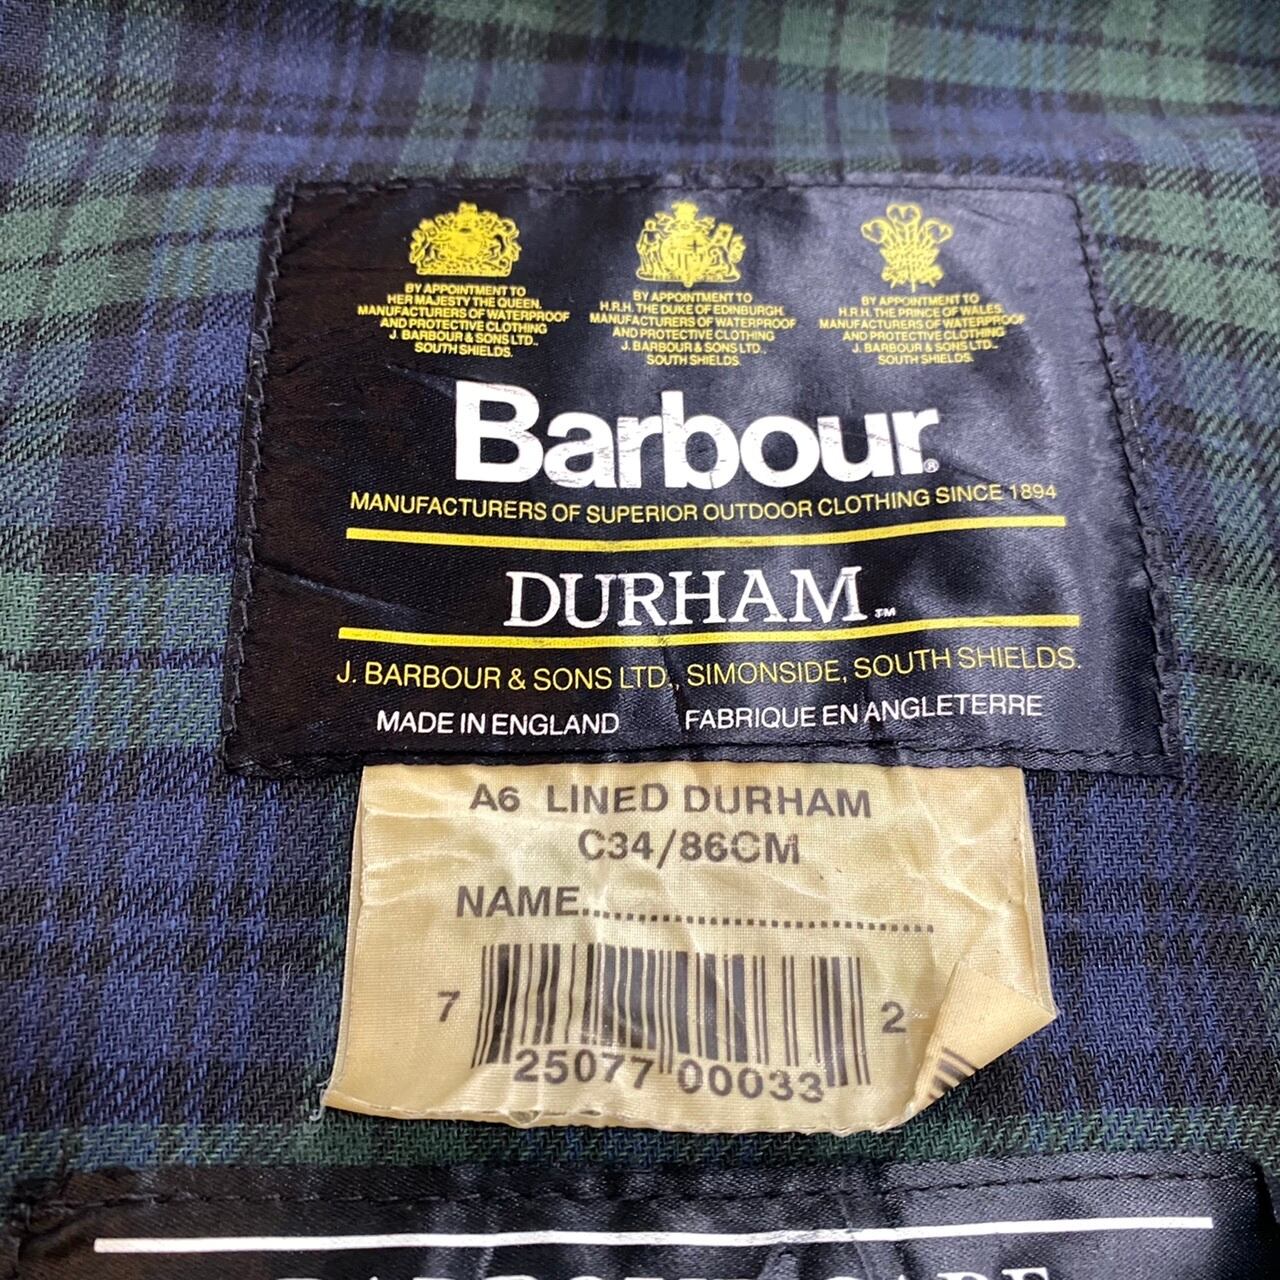 BY APPOINTMENT TO
HER MAJESTY THE QUEEN.
MANUFACTURERS OF WATERPROOF
AND PROTECTIVE CLOTHING
J. BARBOUR & SONS LTD.,
SOUTH SHIELDS.
BY APPOINTMENT TO
H.R.H. THE DUKE OF EDINBURGH.
MANUFACTURERS OF WATERPROOF
AND PROTECTIVE CLOTHING
J. BARBOUR & SONS LTD.,
SOUTH SHIELDS.
BY APPOINTMENT TO
H.R.H. THE PRINCE OF WALES.
MANUFACTURERS OF WATERPROOF
AND PROTECTIVE CLOTHING
J. BARBOUR & SONS LTD.,
SOUTH SHIELDS.
Barbour®
MANUFACTURERS OF SUPERIOR OUTDOOR CLOTHING SINCE 1894
DURHAM™
J. BARBOUR & SONS LTD., SIMONSIDE, SOUTH SHIELDS.
MADE IN ENGLAND FABRIQUE EN ANGLETERRE
A6 LINED DURHAM
C34/86CM
NAME...................................
7 25077 00033 2